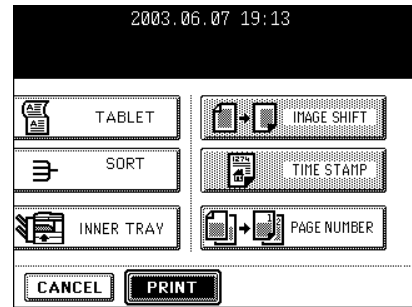 2003.06.07 19:13
TABLET
IMAGE SHIFT
SORT
TIME STAMP
INNER TRAY
PAGE NUMBER
CANCEL
PRINT